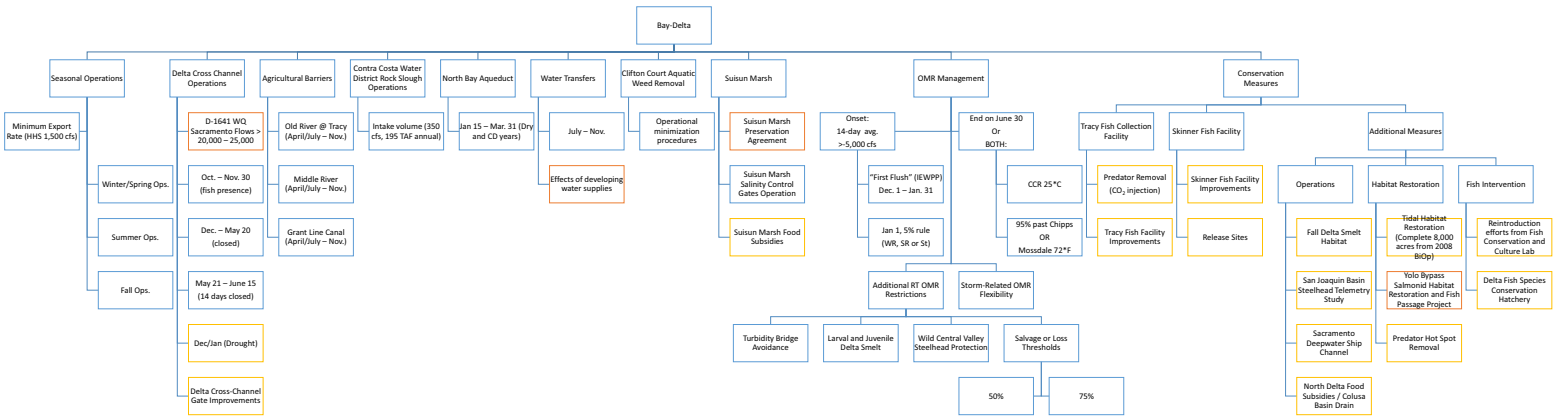 Bay-Delta
Seasonal Operations
Delta Cross Channel
Operations
Agricultural Barriers
Contra Costa Water
District Rock Slough
Operations
North Bay Aqueduct
Water Transfers
Clifton Court Aquatic
Weed Removal
Suisun Marsh
OMR Management
Conservation
Measures
Minimum Export
Rate (HHS 1,500 cfs)
Winter/Spring Ops.
Summer Ops.
Fall Ops.
D-1641 WQ
Sacramento Flows >
20,000 – 25,000
Oct. – Nov. 30
(fish presence)
Dec. – May 20
(closed)
May 21 – June 15
(14 days closed)
Dec/Jan (Drought)
Delta Cross-Channel
Gate Improvements
Old River @ Tracy
(April/July – Nov.)
Middle River
(April/July – Nov.)
Grant Line Canal
(April/July – Nov.)
Intake volume (350
cfs, 195 TAF annual)
Jan 15 – Mar. 31 (Dry
and CD years)
July – Nov.
Effects of developing
water supplies
Operational
minimization
procedures
Suisun Marsh
Preservation
Agreement
Suisun Marsh
Salinity Control
Gates Operation
Suisun Marsh Food
Subsidies
Onset:
14-day avg.
>-5,000 cfs
"First Flush" (IEWPP)
Dec. 1 – Jan. 31
Jan 1, 5% rule
(WR, SR or St)
End on June 30
Or
BOTH:
CCR 25*C
95% past Chipps
OR
Mossdale 72*F
Additional RT OMR
Restrictions
Storm-Related OMR
Flexibility
Turbidity Bridge
Avoidance
Larval and Juvenile
Delta Smelt
Wild Central Valley
Steelhead Protection
Salvage or Loss
Thresholds
50%
75%
Tracy Fish Collection
Facility
Predator Removal
(CO2 injection)
Tracy Fish Facility
Improvements
Skinner Fish Facility
Skinner Fish Facility
Improvements
Release Sites
Additional Measures
Operations
Habitat Restoration
Fish Intervention
Fall Delta Smelt
Habitat
San Joaquin Basin
Steelhead Telemetry
Study
Sacramento
Deepwater Ship
Channel
North Delta Food
Subsidies / Colusa
Basin Drain
Tidal Habitat
Restoration
(Complete 8,000
acres from 2008
BiOp)
Yolo Bypass
Salmonid Habitat
Restoration and Fish
Passage Project
Predator Hot Spot
Removal
Reintroduction
efforts from Fish
Conservation and
Culture Lab
Delta Fish Species
Conservation
Hatchery